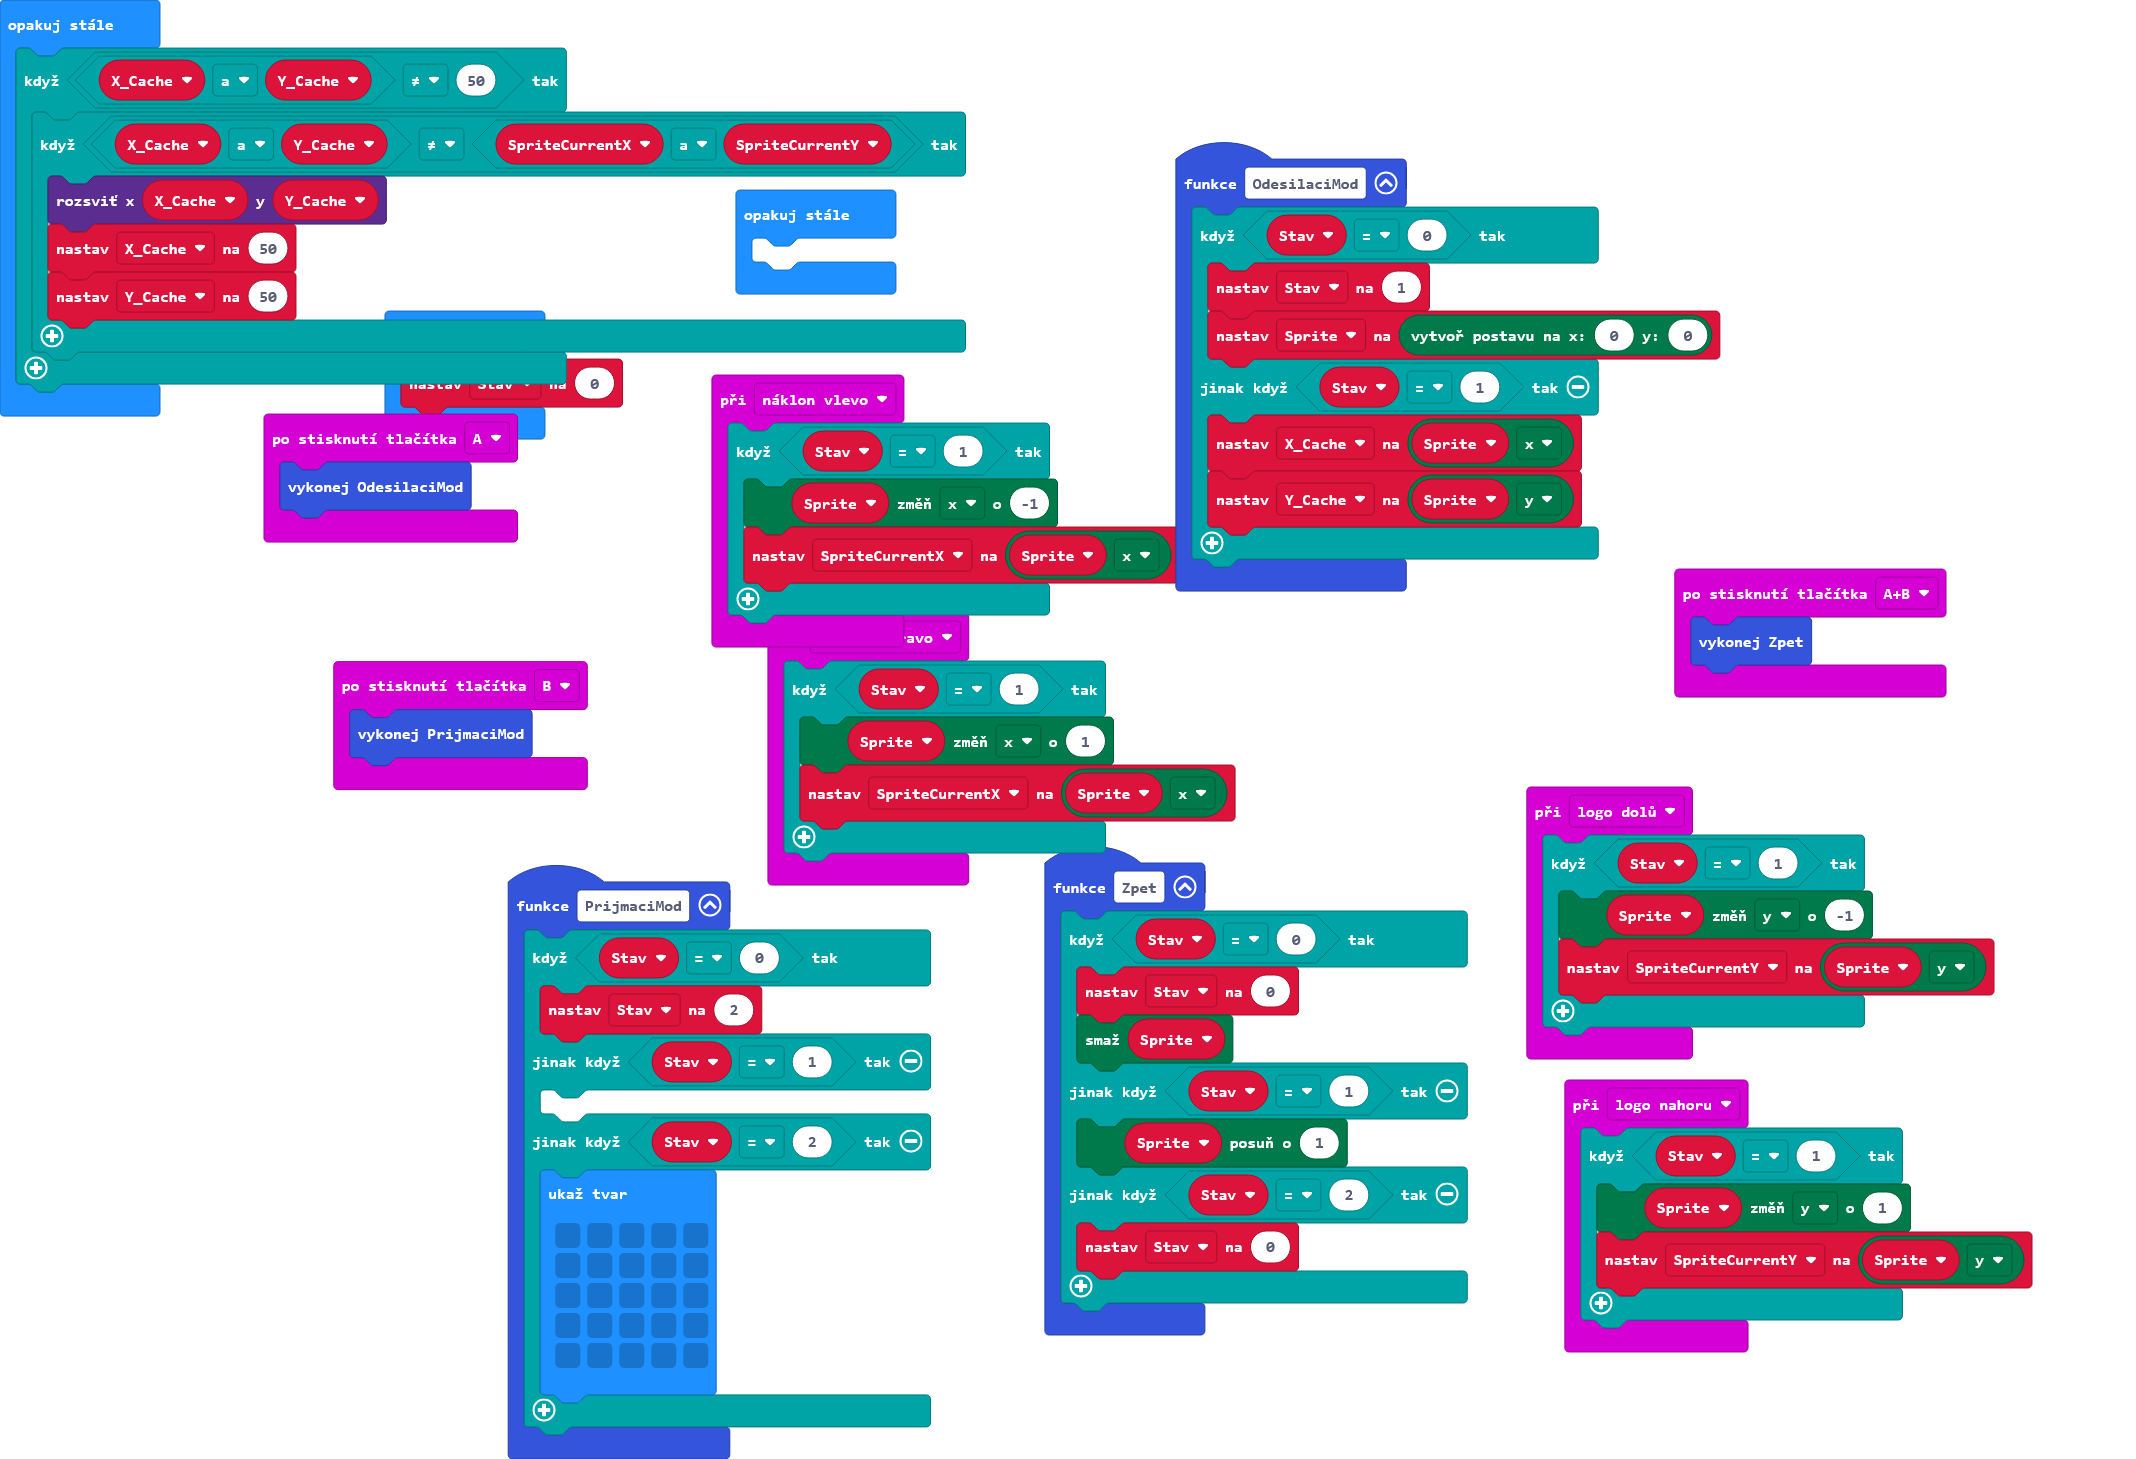 opakuj stále
když X_Cache a Y_Cache ≠ 50 tak
když X_Cache a Y_Cache ≠ SpriteCurrentX a SpriteCurrentY tak
rozsviť x X_Cache y Y_Cache
nastav X_Cache na 50
nastav Y_Cache na 50
nastav Stav na 0
opakuj stále
po stisknutí tlačítka A
vykonej OdesilaciMod
po stisknutí tlačítka B
vykonej PrijmaciMod
při náklon vlevo
když Stav = 1 tak
Sprite změň x o -1
nastav SpriteCurrentX na Sprite x
ravo
když Stav = 1 tak
Sprite změň x o 1
nastav SpriteCurrentX na Sprite x
funkce OdesilaciMod
když Stav = 0 tak
nastav Stav na 1
nastav Sprite na vytvoř postavu na x: 0 y: 0
jinak když Stav = 1 tak
nastav X_Cache na Sprite x
nastav Y_Cache na Sprite y
po stisknutí tlačítka A+B
vykonej Zpet
funkce PrijmaciMod
když Stav = 0 tak
nastav Stav na 2
jinak když Stav = 1 tak
jinak když Stav = 2 tak
ukaž tvar
funkce Zpet
když Stav = 0 tak
nastav Stav na 0
smaž Sprite
jinak když Stav = 1 tak
Sprite posuň o 1
jinak když Stav = 2 tak
nastav Stav na 0
při logo dolů
když Stav = 1 tak
Sprite změň y o -1
nastav SpriteCurrentY na Sprite y
při logo nahoru
když Stav = 1 tak
Sprite změň y o 1
nastav SpriteCurrentY na Sprite y